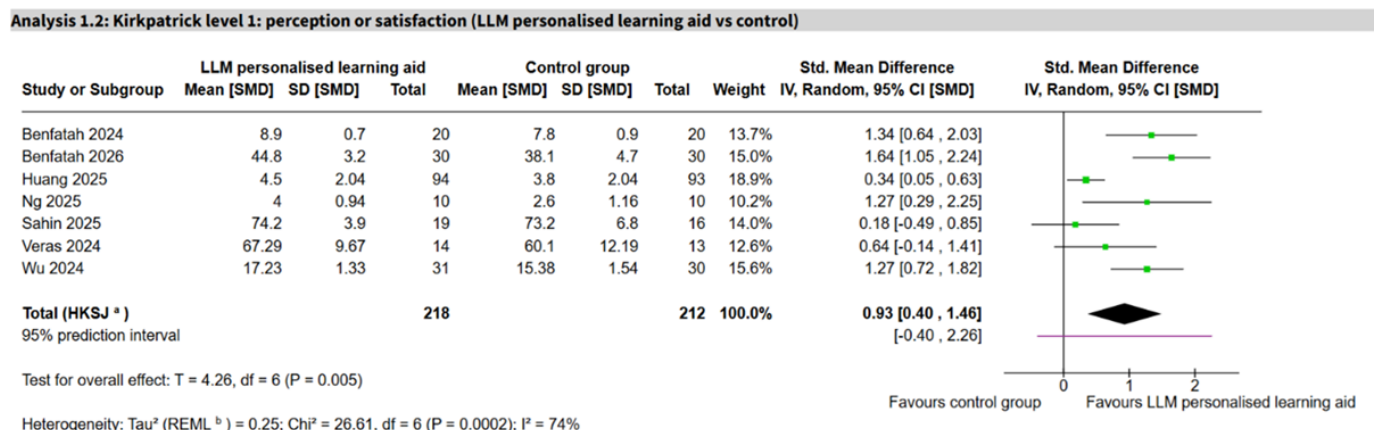 Analysis 1.2: Kirkpatrick level 1: perception or satisfaction (LLM personalised learning aid vs control)
LLM personalised learning aid Control group Std. Mean Difference Std. Mean Difference
Study or Subgroup Mean [SMD] SD [SMD] Total Mean [SMD] SD [SMD] Total Weight IV, Random, 95% CI [SMD] IV, Random, 95% CI [SMD]
Benfatah 2024 8.9 0.7 20 7.8 0.9 20 13.7% 1.34 [0.64 , 2.03]
Benfatah 2026 44.8 3.2 30 38.1 4.7 30 15.0% 1.64 [1.05 , 2.24]
Huang 2025 4.5 2.04 94 3.8 2.04 93 18.9% 0.34 [0.05 , 0.63]
Ng 2025 4 0.94 10 2.6 1.16 10 10.2% 1.27 [0.29 , 2.25]
Sahin 2025 74.2 3.9 19 73.2 6.8 16 14.0% 0.18 [-0.49 , 0.85]
Veras 2024 67.29 9.67 14 60.1 12.19 13 12.6% 0.64 [-0.14 , 1.41]
Wu 2024 17.23 1.33 31 15.38 1.54 30 15.6% 1.27 [0.72 , 1.82]
Total (HKSJ ᵃ ) 218 212 100.0% 0.93 [0.40 , 1.46]
95% prediction interval [-0.40 , 2.26]
Test for overall effect: T = 4.26, df = 6 (P = 0.005)
0 1 2
Favours control group Favours LLM personalised learning aid
Heterogeneity: Tau² (REML ᵇ ) = 0.25; Chi² = 26.61, df = 6 (P = 0.0002); I² = 74%